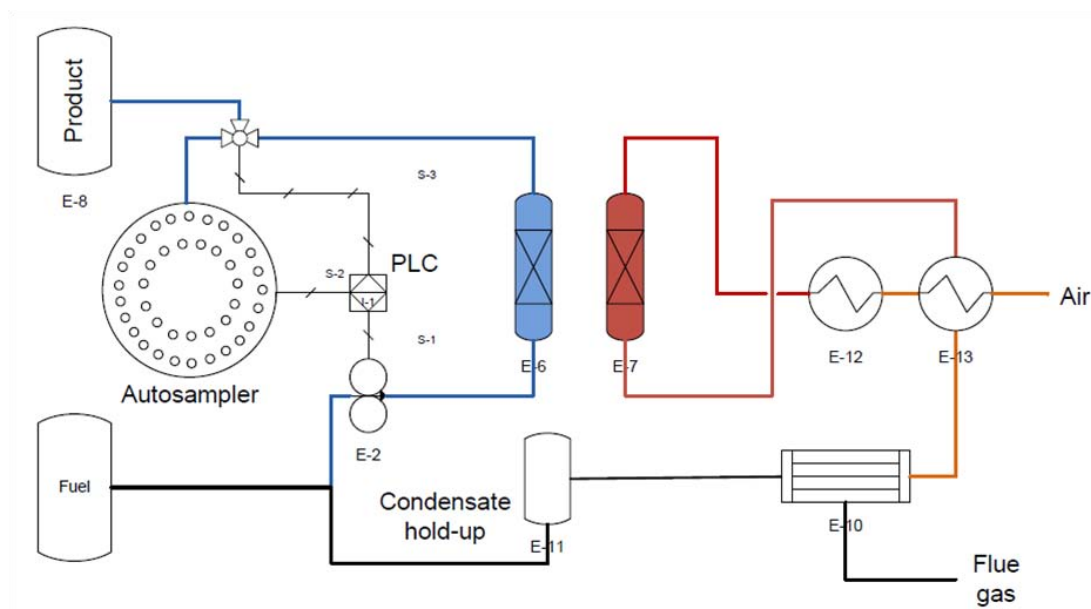 Product
E-8
S-3
PLC
S-2
I-1
S-1
Air
E-12
E-13
E-6
E-7
Autosampler
E-2
Fuel
Condensate
hold-up
E-11
E-10
Flue
gas